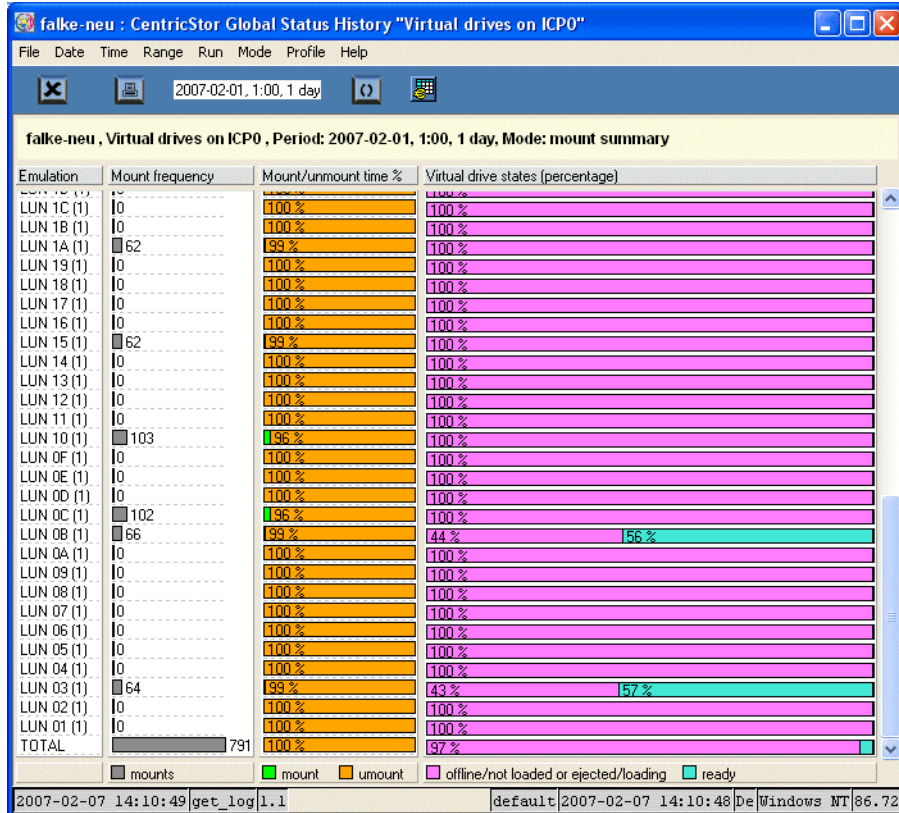 falke-neu : CentricStor Global Status History "Virtual drives on ICP0"
File Date Time Range Run Mode Profile Help
2007-02-01, 1:00, 1 day
falke-neu , Virtual drives on ICP0 , Period: 2007-02-01, 1:00, 1 day, Mode: mount summary
Emulation Mount frequency Mount/unmount time % Virtual drive states (percentage)
LUN 1C (1) 0 100 % 100 %
LUN 1B (1) 0 100 % 100 %
LUN 1A (1) 62 99 % 100 %
LUN 19 (1) 0 100 % 100 %
LUN 18 (1) 0 100 % 100 %
LUN 17 (1) 0 100 % 100 %
LUN 16 (1) 0 100 % 100 %
LUN 15 (1) 62 99 % 100 %
LUN 14 (1) 0 100 % 100 %
LUN 13 (1) 0 100 % 100 %
LUN 12 (1) 0 100 % 100 %
LUN 11 (1) 0 100 % 100 %
LUN 10 (1) 103 96 % 100 %
LUN 0F (1) 0 100 % 100 %
LUN 0E (1) 0 100 % 100 %
LUN 0D (1) 0 100 % 100 %
LUN 0C (1) 102 96 % 100 %
LUN 0B (1) 66 99 % 44 % 56 %
LUN 0A (1) 0 100 % 100 %
LUN 09 (1) 0 100 % 100 %
LUN 08 (1) 0 100 % 100 %
LUN 07 (1) 0 100 % 100 %
LUN 06 (1) 0 100 % 100 %
LUN 05 (1) 0 100 % 100 %
LUN 04 (1) 0 100 % 100 %
LUN 03 (1) 64 99 % 43 % 57 %
LUN 02 (1) 0 100 % 100 %
LUN 01 (1) 0 100 % 100 %
TOTAL 791 100 % 97 %
mounts mount umount offline/not loaded or ejected/loading ready
2007-02-07 14:10:49 get_log 1.1 default 2007-02-07 14:10:48 De Windows NT 86.72